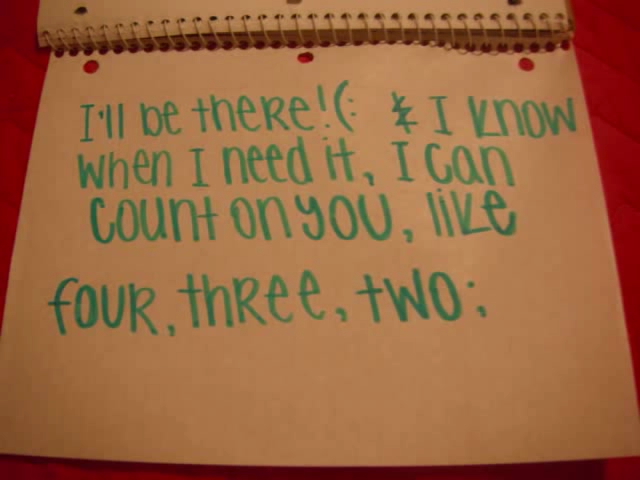 I'll be there!(: & I know
when I need it, I can
count on you, like
four, three, two;